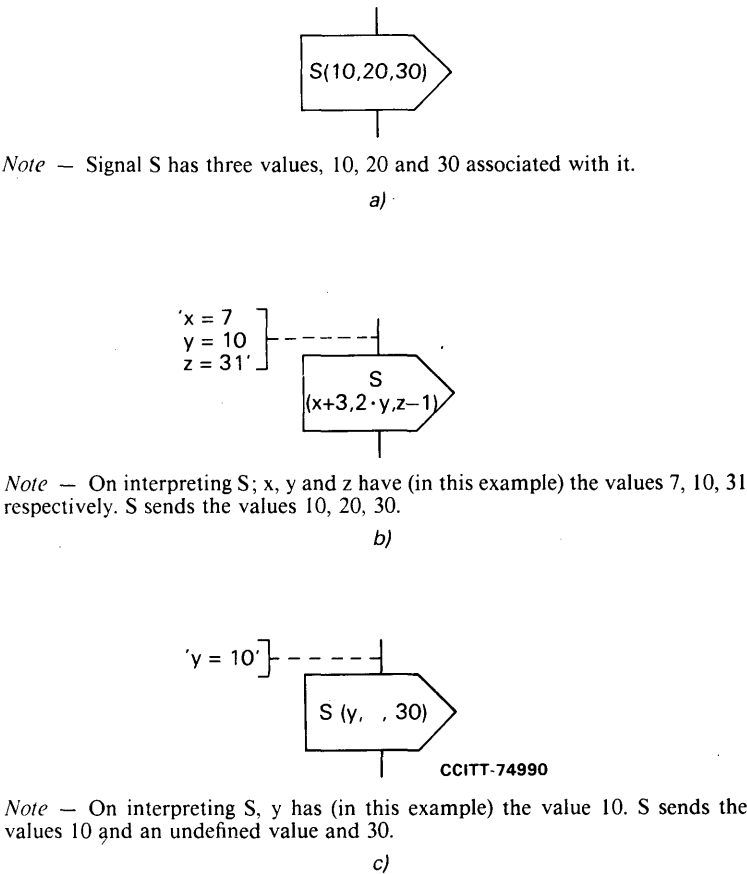 S(10,20,30)
Note — Signal S has three values, 10, 20 and 30 associated with it.
a)
'x = 7
y = 10
z = 31'
S
(x+3,2·y,z−1)
Note — On interpreting S; x, y and z have (in this example) the values 7, 10, 31
respectively. S sends the values 10, 20, 30.
b)
'y = 10'
S (y, , 30)
CCITT-74990
Note — On interpreting S, y has (in this example) the value 10. S sends the
values 10 and an undefined value and 30.
c)